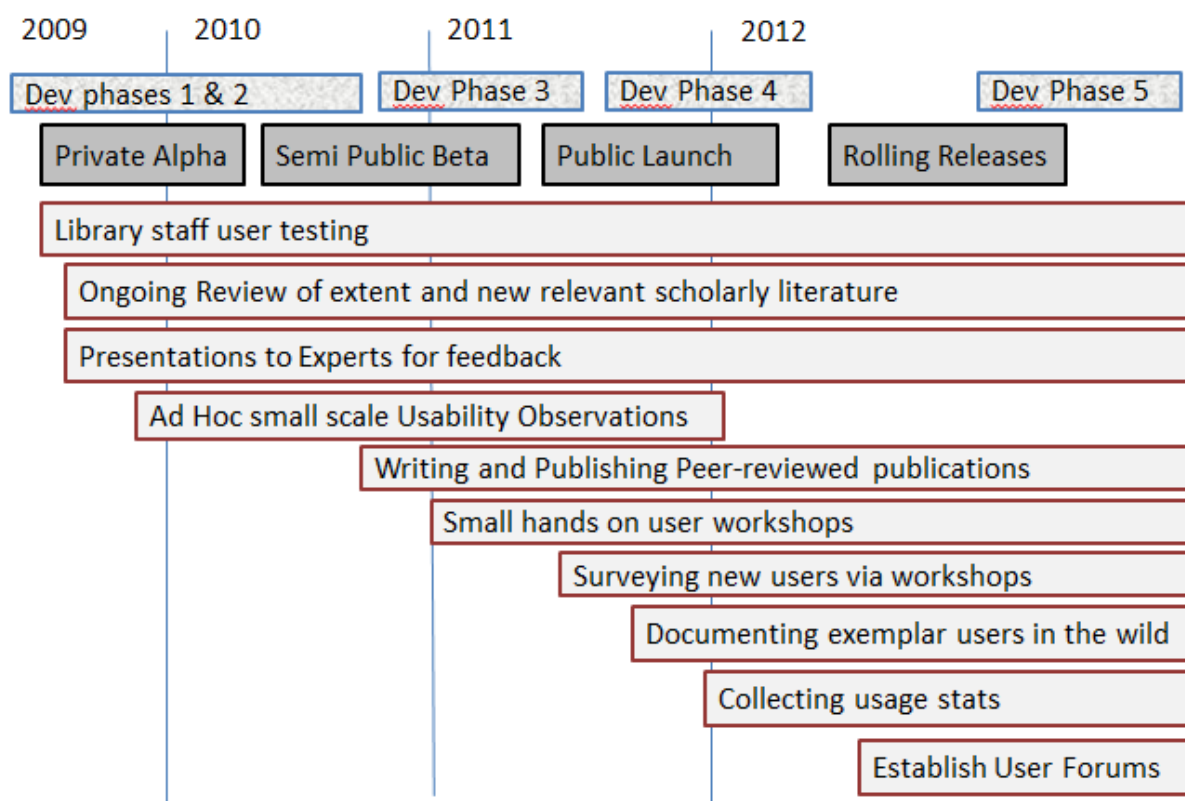 2009 2010 2011 2012
Dev phases 1 & 2 Dev Phase 3 Dev Phase 4 Dev Phase 5
Private Alpha Semi Public Beta Public Launch Rolling Releases
Library staff user testing
Ongoing Review of extent and new relevant scholarly literature
Presentations to Experts for feedback
Ad Hoc small scale Usability Observations
Writing and Publishing Peer-reviewed publications
Small hands on user workshops
Surveying new users via workshops
Documenting exemplar users in the wild
Collecting usage stats
Establish User Forums